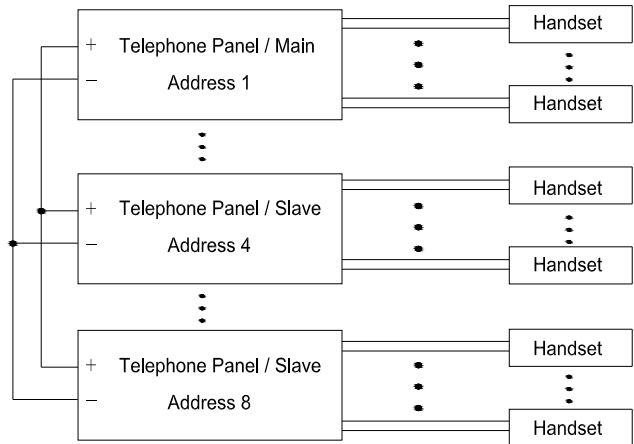 Telephone Panel / Main
Address 1
+
−
Handset
Handset
Telephone Panel / Slave
Address 4
+
−
Handset
Handset
Telephone Panel / Slave
Address 8
+
−
Handset
Handset